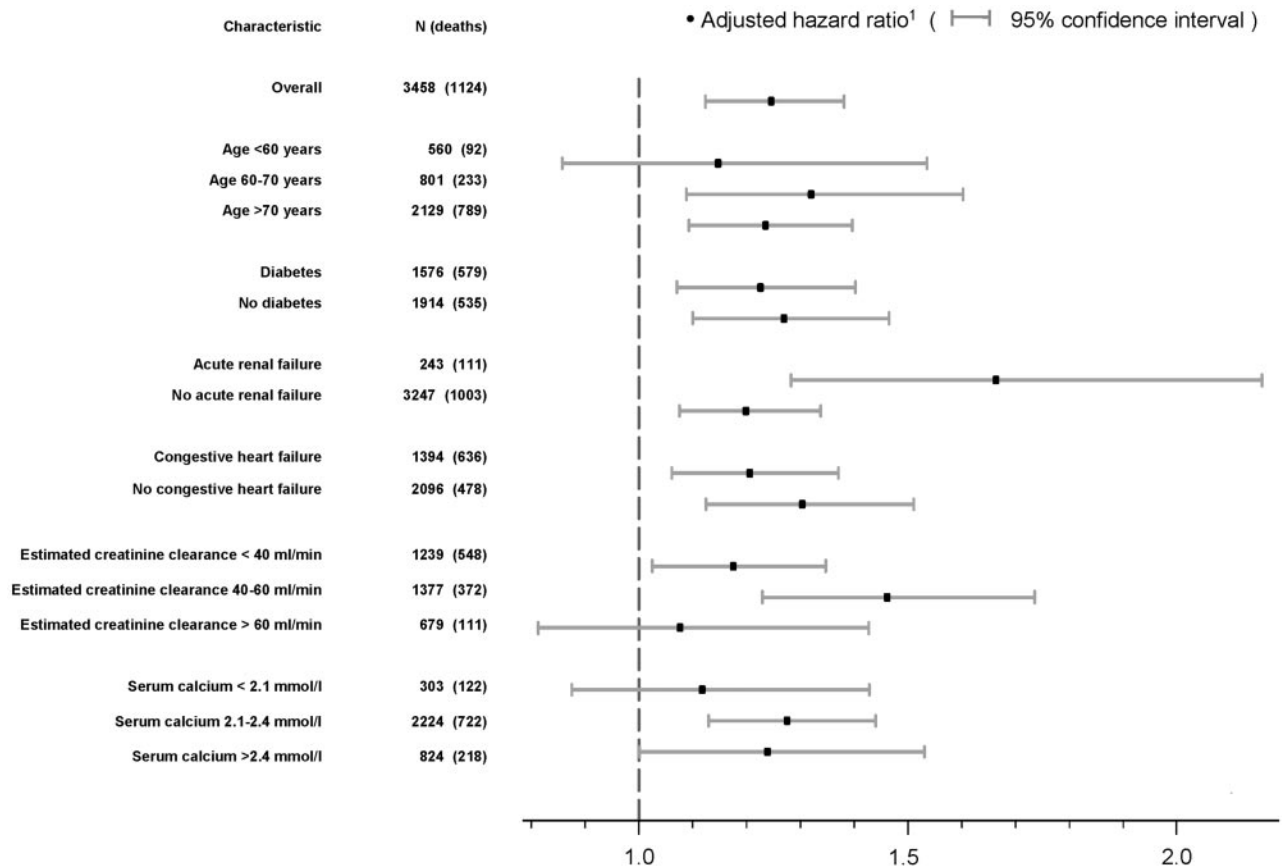 Characteristic N (deaths) Adjusted hazard ratio¹ ( 95% confidence interval )
Overall 3458 (1124)
Age <60 years 560 (92)
Age 60-70 years 801 (233)
Age >70 years 2129 (789)
Diabetes 1576 (579)
No diabetes 1914 (535)
Acute renal failure 243 (111)
No acute renal failure 3247 (1003)
Congestive heart failure 1394 (636)
No congestive heart failure 2096 (478)
Estimated creatinine clearance < 40 ml/min 1239 (548)
Estimated creatinine clearance 40-60 ml/min 1377 (372)
Estimated creatinine clearance > 60 ml/min 679 (111)
Serum calcium < 2.1 mmol/l 303 (122)
Serum calcium 2.1-2.4 mmol/l 2224 (722)
Serum calcium >2.4 mmol/l 824 (218)
1.0 1.5 2.0